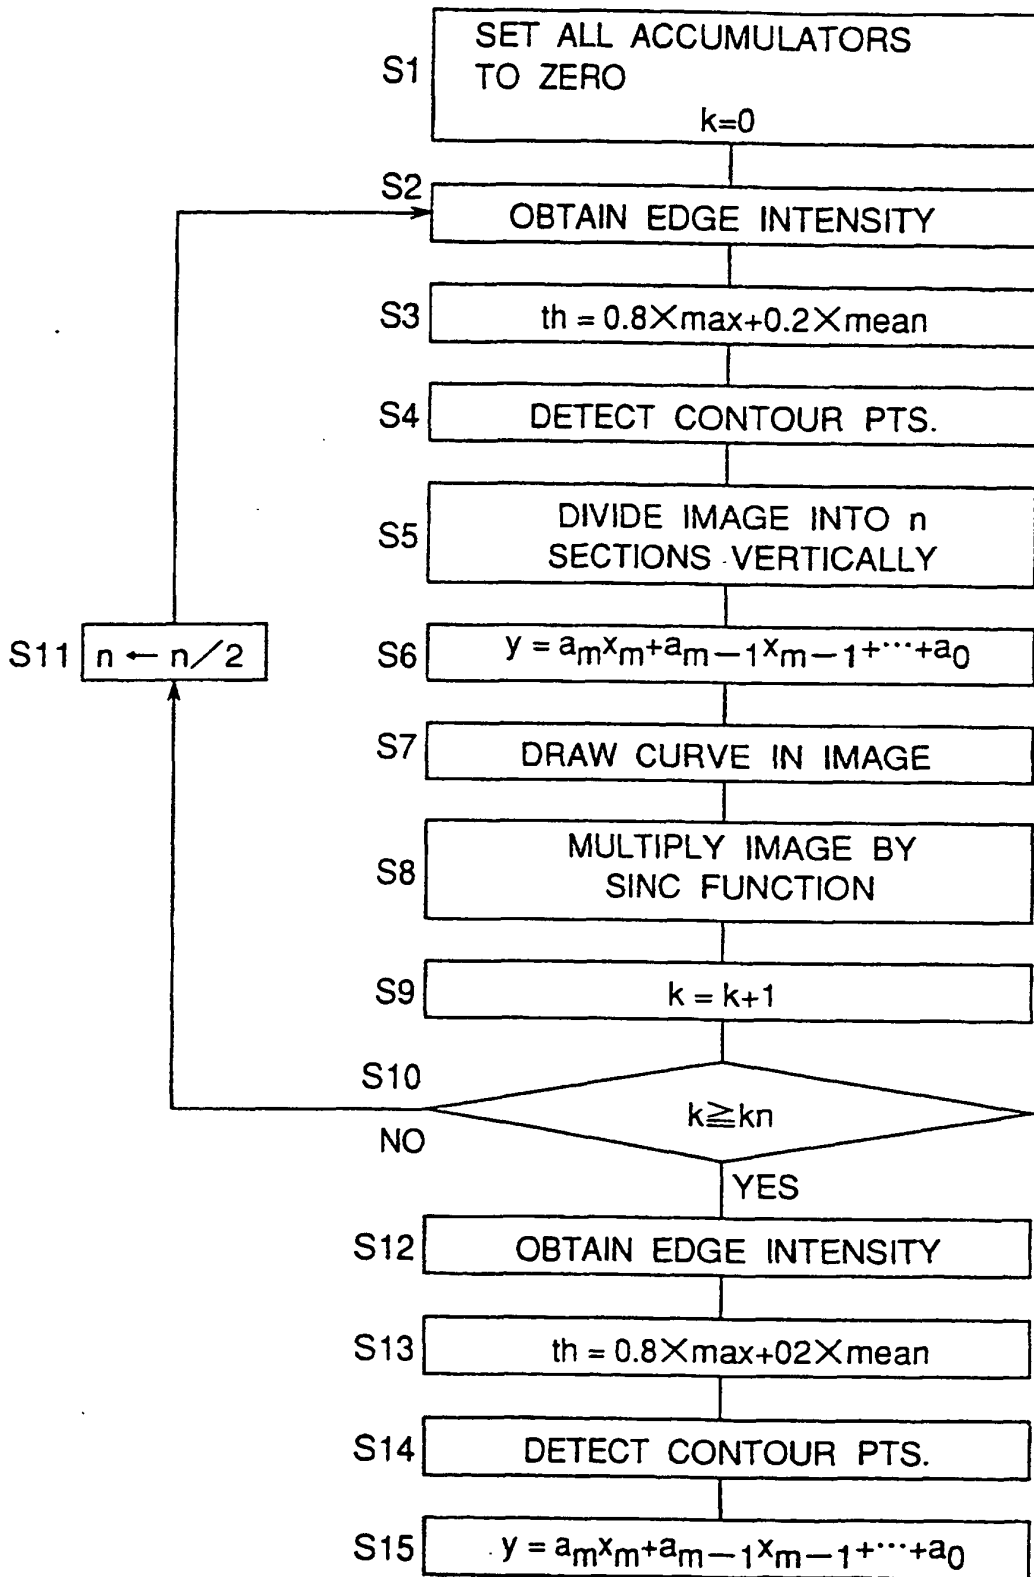 S1
SET ALL ACCUMULATORS
TO ZERO
k=0
S2
OBTAIN EDGE INTENSITY
S3
th = 0.8×max+0.2×mean
S4
DETECT CONTOUR PTS.
S5
DIVIDE IMAGE INTO n
SECTIONS VERTICALLY
S11
n ← n/2
S6
y = amxm+am−1xm−1+···+a0
S7
DRAW CURVE IN IMAGE
S8
MULTIPLY IMAGE BY
SINC FUNCTION
S9
k = k+1
S10
k≧kn
NO
YES
S12
OBTAIN EDGE INTENSITY
S13
th = 0.8×max+02×mean
S14
DETECT CONTOUR PTS.
S15
y = amxm+am−1xm−1+···+a0